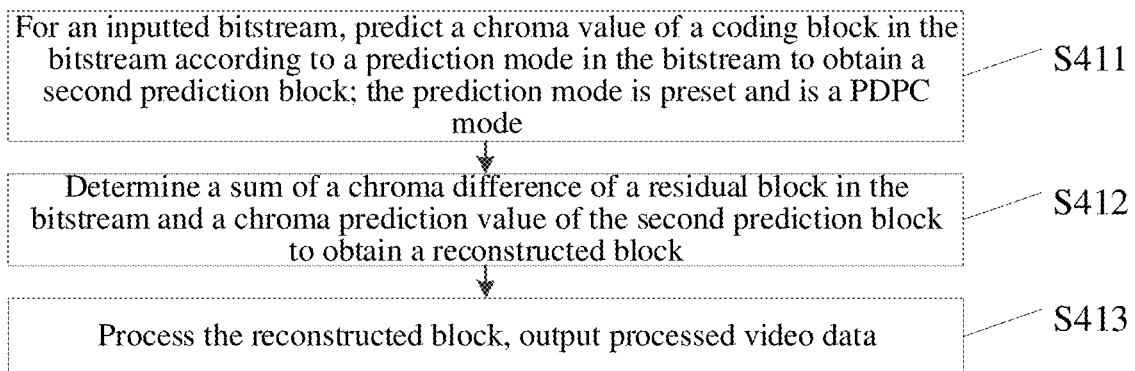 For an inputted bitstream, predict a chroma value of a coding block in the
bitstream according to a prediction mode in the bitstream to obtain a
second prediction block; the prediction mode is preset and is a PDPC
mode
S411
Determine a sum of a chroma difference of a residual block in the
bitstream and a chroma prediction value of the second prediction block
to obtain a reconstructed block
S412
Process the reconstructed block, output processed video data
S413